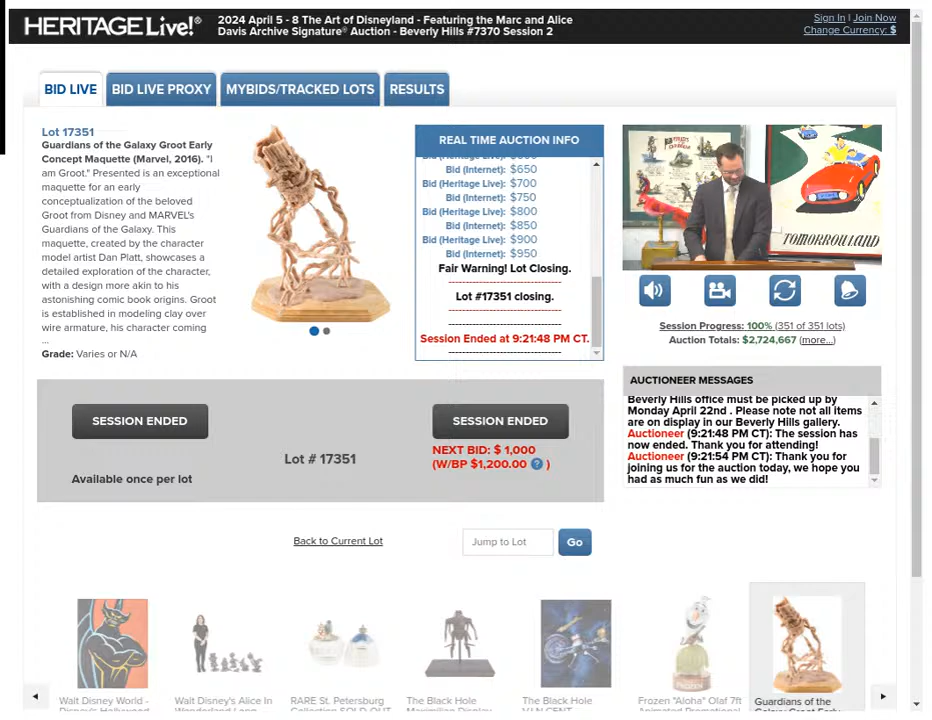 HERITAGE Live!®
2024 April 5 - 8 The Art of Disneyland - Featuring the Marc and Alice
Davis Archive Signature® Auction - Beverly Hills #7370 Session 2
Sign In | Join Now
Change Currency: $
BID LIVE
BID LIVE PROXY
MYBIDS/TRACKED LOTS
RESULTS
Lot 17351
Guardians of the Galaxy Groot Early
Concept Maquette (Marvel, 2016). "I
am Groot." Presented is an exceptional
maquette for an early
conceptualization of the beloved
Groot from Disney and MARVEL's
Guardians of the Galaxy. This
maquette, created by the character
model artist Dan Platt, showcases a
detailed exploration of the character,
with a design more akin to his
astonishing comic book origins. Groot
is established in modeling clay over
wire armature, his character coming
...
Grade: Varies or N/A
REAL TIME AUCTION INFO
Bid (Internet): $650
Bid (Heritage Live): $700
Bid (Internet): $750
Bid (Heritage Live): $800
Bid (Internet): $850
Bid (Heritage Live): $900
Bid (Internet): $950
Fair Warning! Lot Closing.
--------------------------------
Lot #17351 closing.
--------------------------------
--------------------------------
Session Ended at 9:21:48 PM CT.
--------------------------------
TOMORROWLAND
Session Progress: 100% (351 of 351 lots)
Auction Totals: $2,724,667 (more...)
AUCTIONEER MESSAGES
Beverly Hills office must be picked up by
Monday April 22nd . Please note not all items
are on display in our Beverly Hills gallery.
Auctioneer (9:21:48 PM CT): The session has
now ended. Thank you for attending!
Auctioneer (9:21:54 PM CT): Thank you for
joining us for the auction today, we hope you
had as much fun as we did!
SESSION ENDED
Available once per lot
Lot # 17351
SESSION ENDED
NEXT BID: $ 1,000
(W/BP $1,200.00 ? )
Back to Current Lot
Jump to Lot
Go
Walt Disney World -
Walt Disney's Alice In
RARE St. Petersburg
The Black Hole
The Black Hole
Frozen "Aloha" Olaf 7ft
Guardians of the